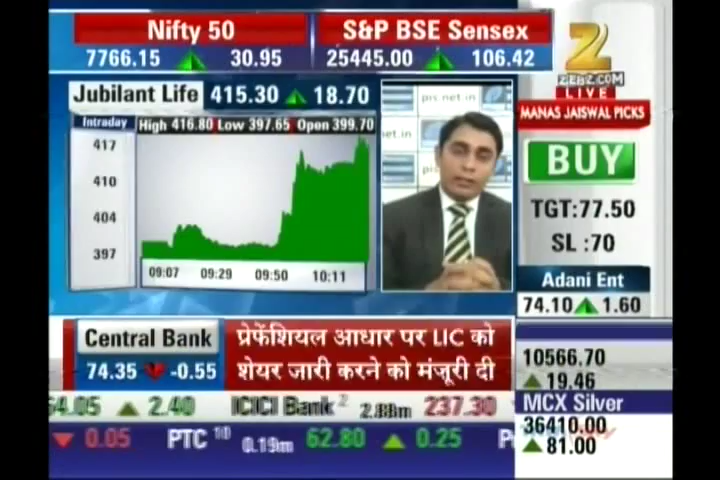 Nifty 50
7766.15 30.95
S&P BSE Sensex
25445.00 106.42
Z
ZEEBIZ.COM
LIVE
MANAS JAISWAL PICKS
BUY
TGT:77.50
SL :70
Adani Ent
74.10 1.60
Jubilant Life 415.30 18.70
Intraday High 416.80 Low 397.65 Open 399.70
417
410
404
397
09:07 09:29 09:50 10:11
Central Bank
74.35 -0.55
प्रेफेंशियल आधार पर LIC को
शेयर जारी करने को मंजूरी दी
10566.70
19.46
MCX Silver
36410.00
81.00
64.05 2.40 ICICI Bank 2 2.88m 237.30
0.05 PTC 10 0.19m 62.80 0.25